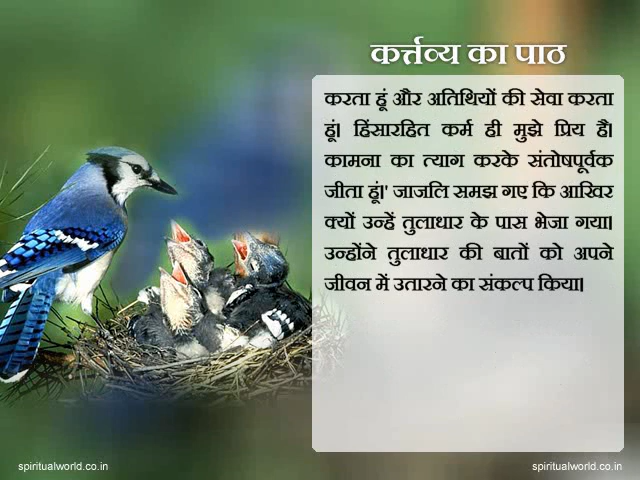 कर्त्तव्य का पाठ
करता हूं और अतिथियों की सेवा करता
हूं। हिंसारहित कर्म ही मुझे प्रिय है।
कामना का त्याग करके संतोषपूर्वक
जीता हूं।' जाजलि समझ गए कि आखिर
क्यों उन्हें तुलाधार के पास भेजा गया।
उन्होंने तुलाधार की बातों को अपने
जीवन में उतारने का संकल्प किया।
spiritualworld.co.in
spiritualworld.co.in